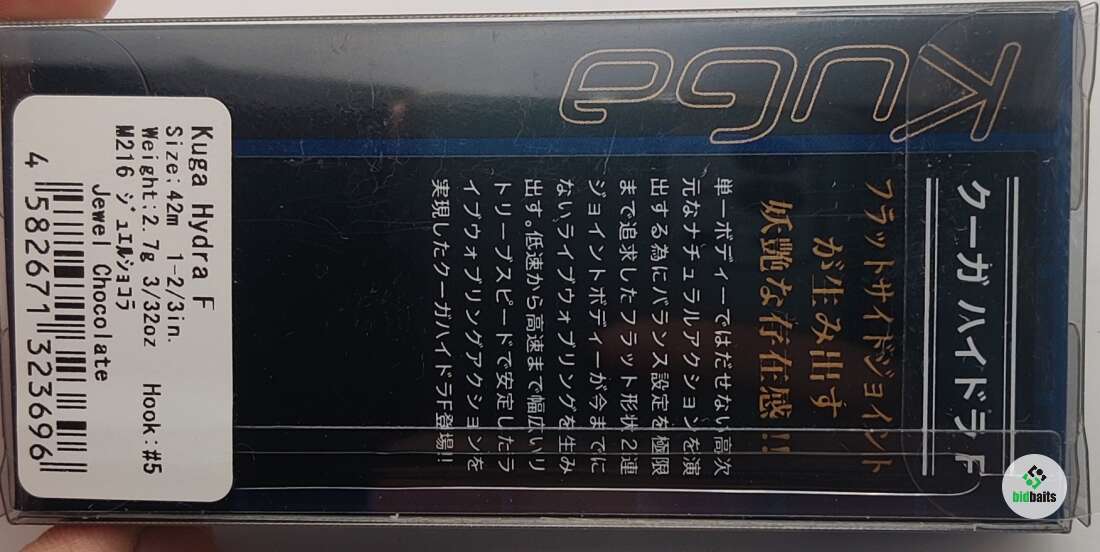 KUGa
クーガ ハイドラ F
フラットサイドジョイント
が生み出す
妖艶な存在感!!
単一ボディーではだせない高次
元なナチュラルアクションを演
出する為にバランス設定を極限
まで追求したフラット形状2連
ジョイントボディーが今までに
ないライブウォブリングを生み
出す。低速から高速まで幅広いリ
トリーブスピードで安定したラ
イブウォブリングアクションを
実現したクーガハイドラF登場!!
Kuga Hydra F
Size:42m 1-2/3in.
Weight:2.7g 3/32oz Hook:#5
M216 ジュエルショコラ
Jewel Chocolate
4 582671 323696
bidbaits